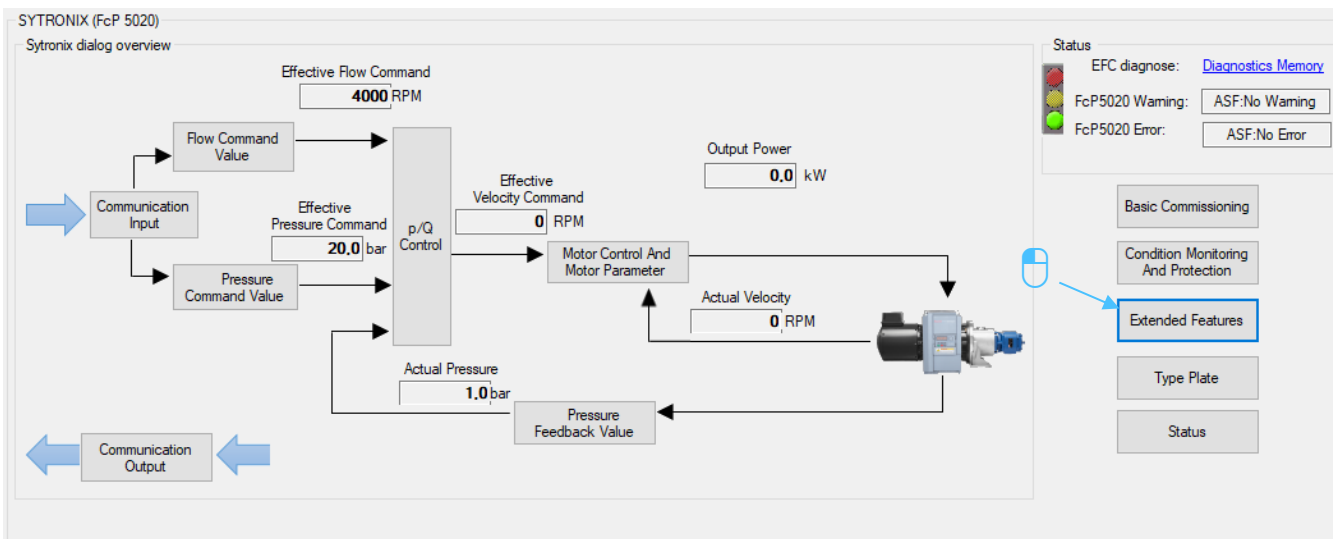 SYTRONIX (FcP 5020)
Sytronix dialog overview
Effective Flow Command
4000 RPM
Flow Command
Value
Communication
Input
Effective
Pressure Command
20.0 bar
Pressure
Command Value
p/Q
Control
Effective
Velocity Command
0 RPM
Output Power
0.0 kW
Motor Control And
Motor Parameter
Actual Velocity
0 RPM
Actual Pressure
1.0 bar
Pressure
Feedback Value
Communication
Output
Status
EFC diagnose: Diagnostics Memory
FcP5020 Warning: ASF:No Warning
FcP5020 Error: ASF:No Error
Basic Commissioning
Condition Monitoring
And Protection
Extended Features
Type Plate
Status